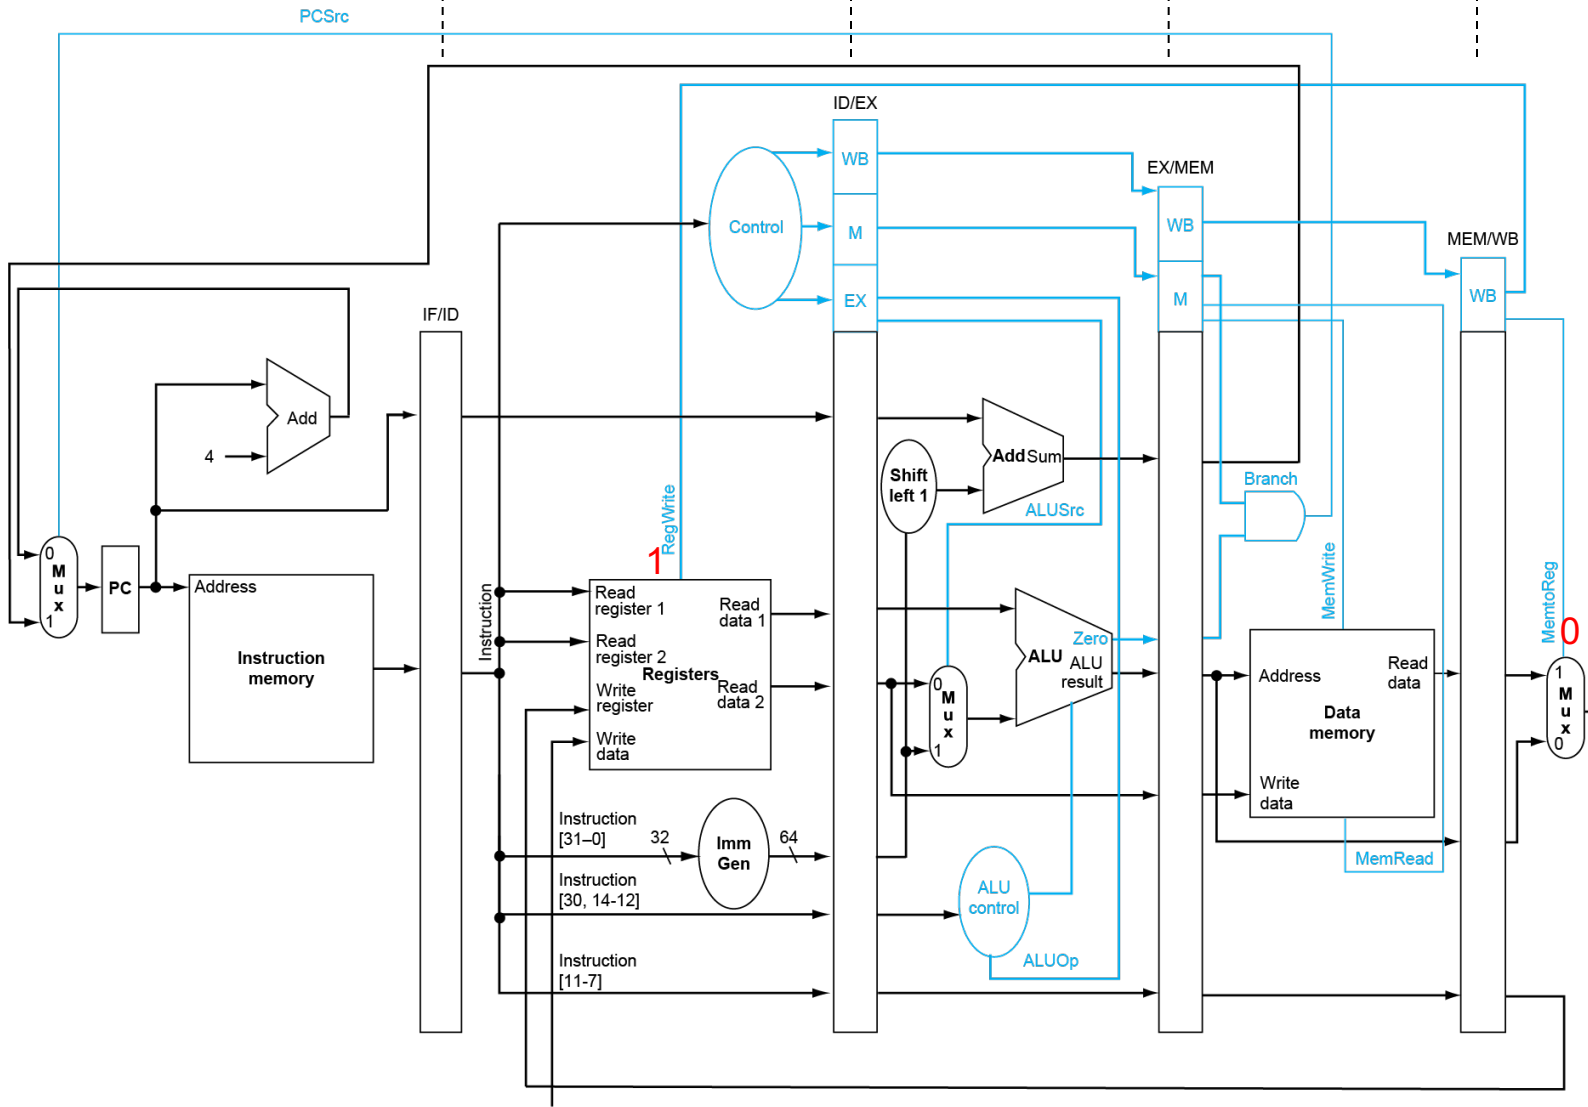 PCSrc
ID/EX
WB
EX/MEM
Control
M
WB
MEM/WB
EX
M
WB
IF/ID
Add
4
Add Sum
Shift
left 1
Branch
ALUSrc
RegWrite
1
0
M
u
x
1
PC
Address
Instruction
memory
Instruction
Read
register 1
Read
data 1
Read
register 2
Registers
Read
data 2
Write
register
Write
data
0
M
u
x
1
Zero
ALU
ALU
result
MemWrite
MemtoReg
0
Address
Read
data
Data
memory
Write
data
1
M
u
x
0
Instruction
[31–0]
32
Imm
Gen
64
MemRead
Instruction
[30, 14-12]
ALU
control
Instruction
[11-7]
ALUOp